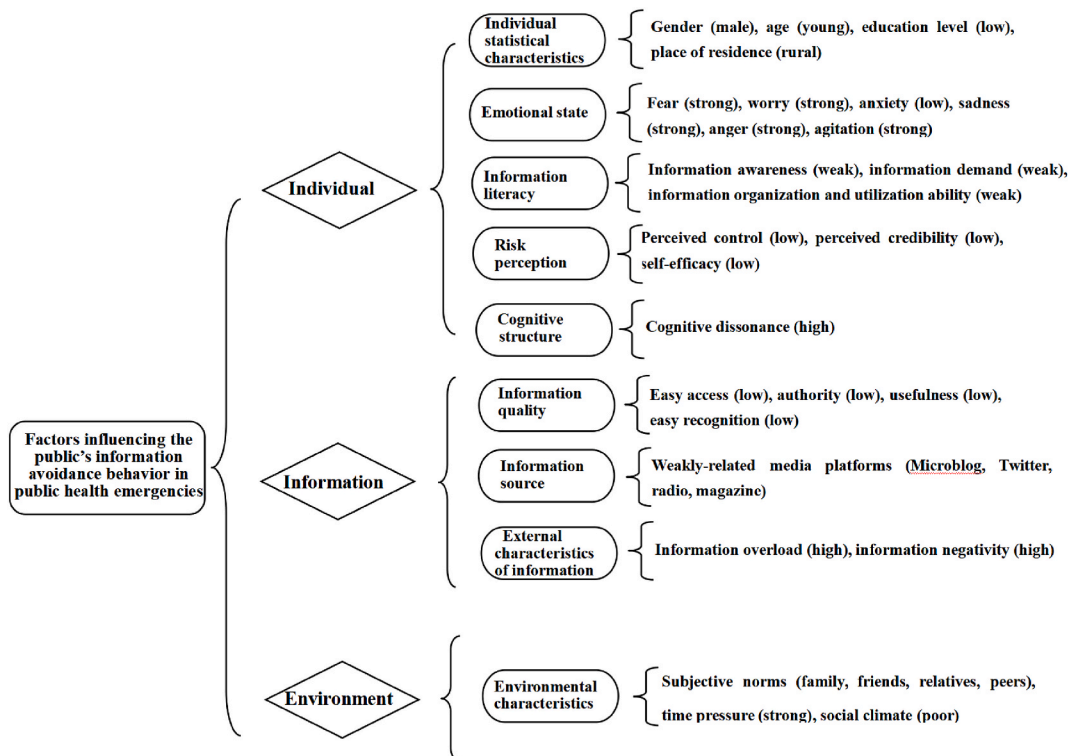 Factors influencing the
public's information
avoidance behavior in
public health emergencies
Individual
Individual
statistical
characteristics
Gender (male), age (young), education level (low),
place of residence (rural)
Emotional state
Fear (strong), worry (strong), anxiety (low), sadness
(strong), anger (strong), agitation (strong)
Information
literacy
Information awareness (weak), information demand (weak),
information organization and utilization ability (weak)
Risk
perception
Perceived control (low), perceived credibility (low),
self-efficacy (low)
Cognitive
structure
Cognitive dissonance (high)
Information
Information
quality
Easy access (low), authority (low), usefulness (low),
easy recognition (low)
Information
source
Weakly-related media platforms (Microblog, Twitter,
radio, magazine)
External
characteristics
of information
Information overload (high), information negativity (high)
Environment
Environmental
characteristics
Subjective norms (family, friends, relatives, peers),
time pressure (strong), social climate (poor)